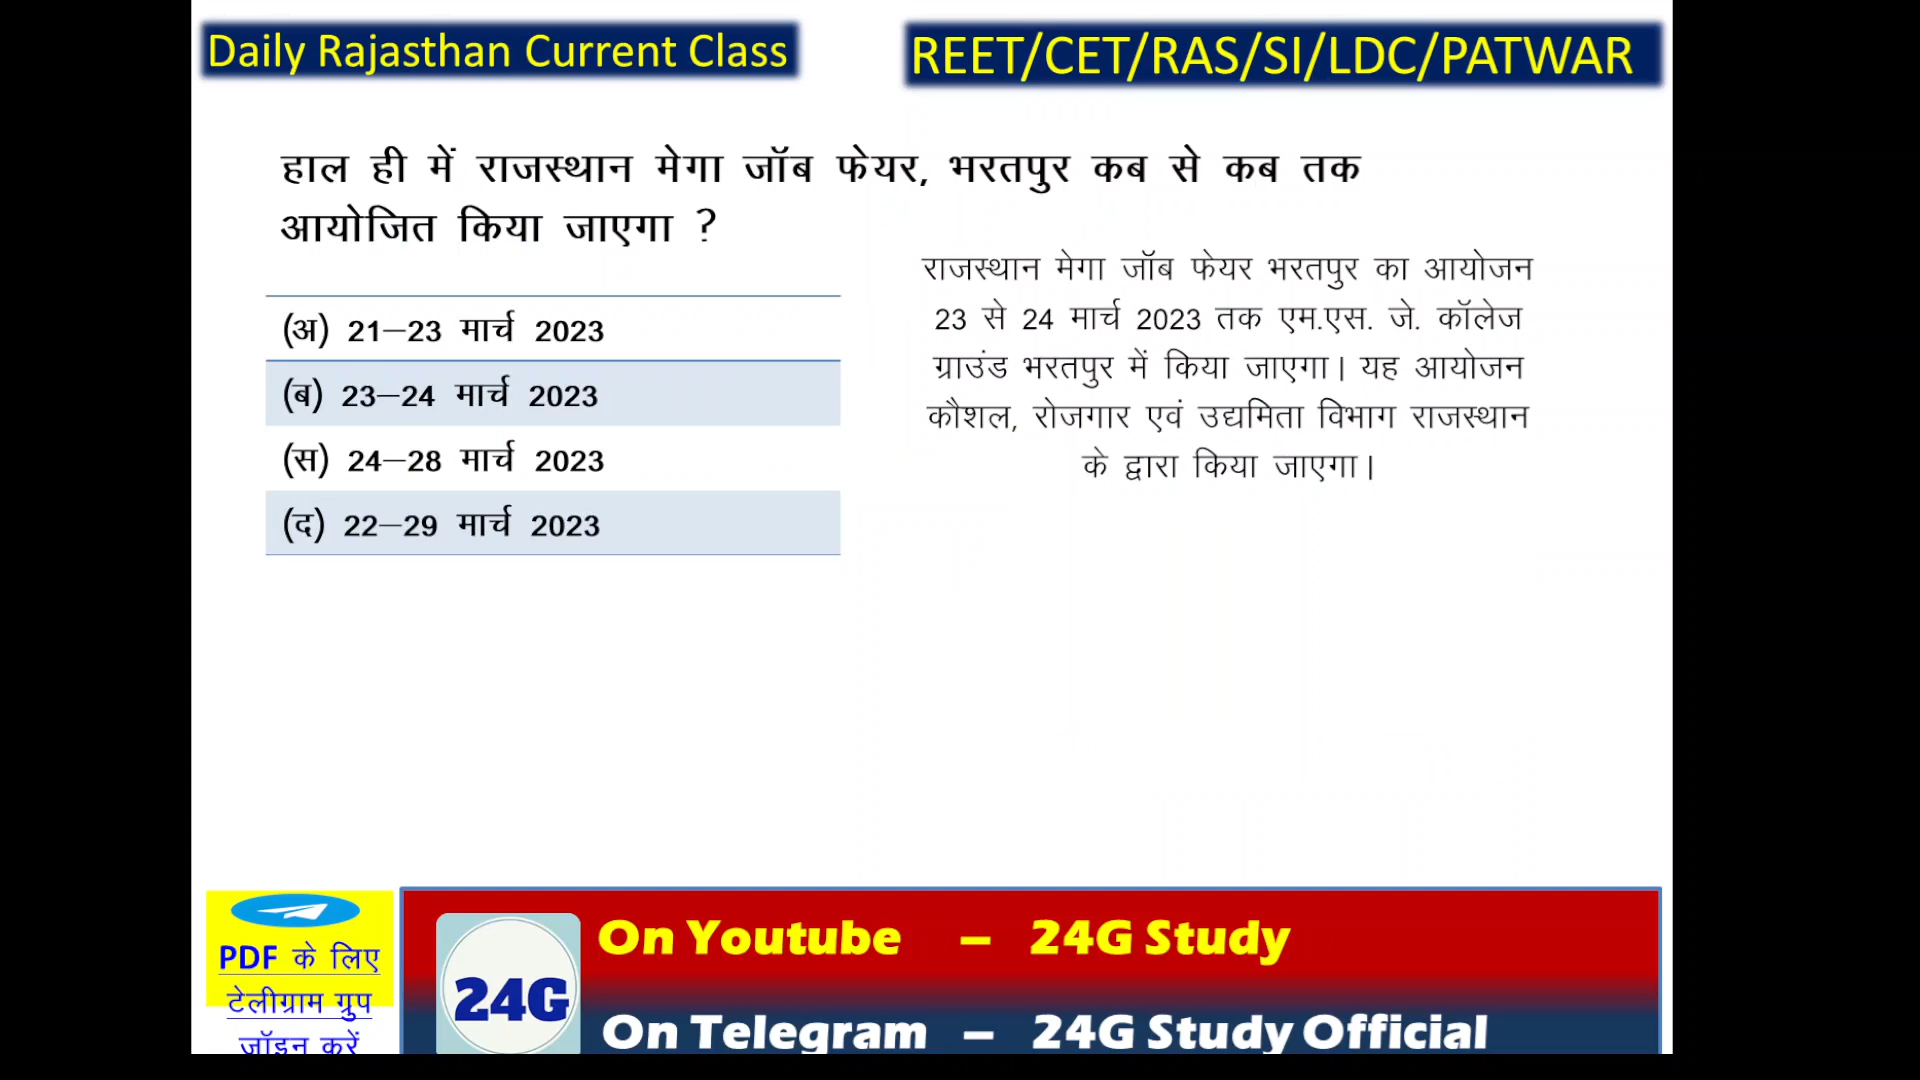 Daily Rajasthan Current Class
REET/CET/RAS/SI/LDC/PATWAR
हाल ही में राजस्थान मेगा जॉब फेयर, भरतपुर कब से कब तक
आयोजित किया जाएगा ?
(अ) 21–23 मार्च 2023
(ब) 23–24 मार्च 2023
(स) 24–28 मार्च 2023
(द) 22–29 मार्च 2023
राजस्थान मेगा जॉब फेयर भरतपुर का आयोजन
23 से 24 मार्च 2023 तक एम.एस. जे. कॉलेज
ग्राउंड भरतपुर में किया जाएगा। यह आयोजन
कौशल, रोजगार एवं उद्यमिता विभाग राजस्थान
के द्वारा किया जाएगा।
PDF के लिए
टेलीग्राम ग्रुप
जॉइन करें
24G
On Youtube – 24G Study
On Telegram – 24G Study Official